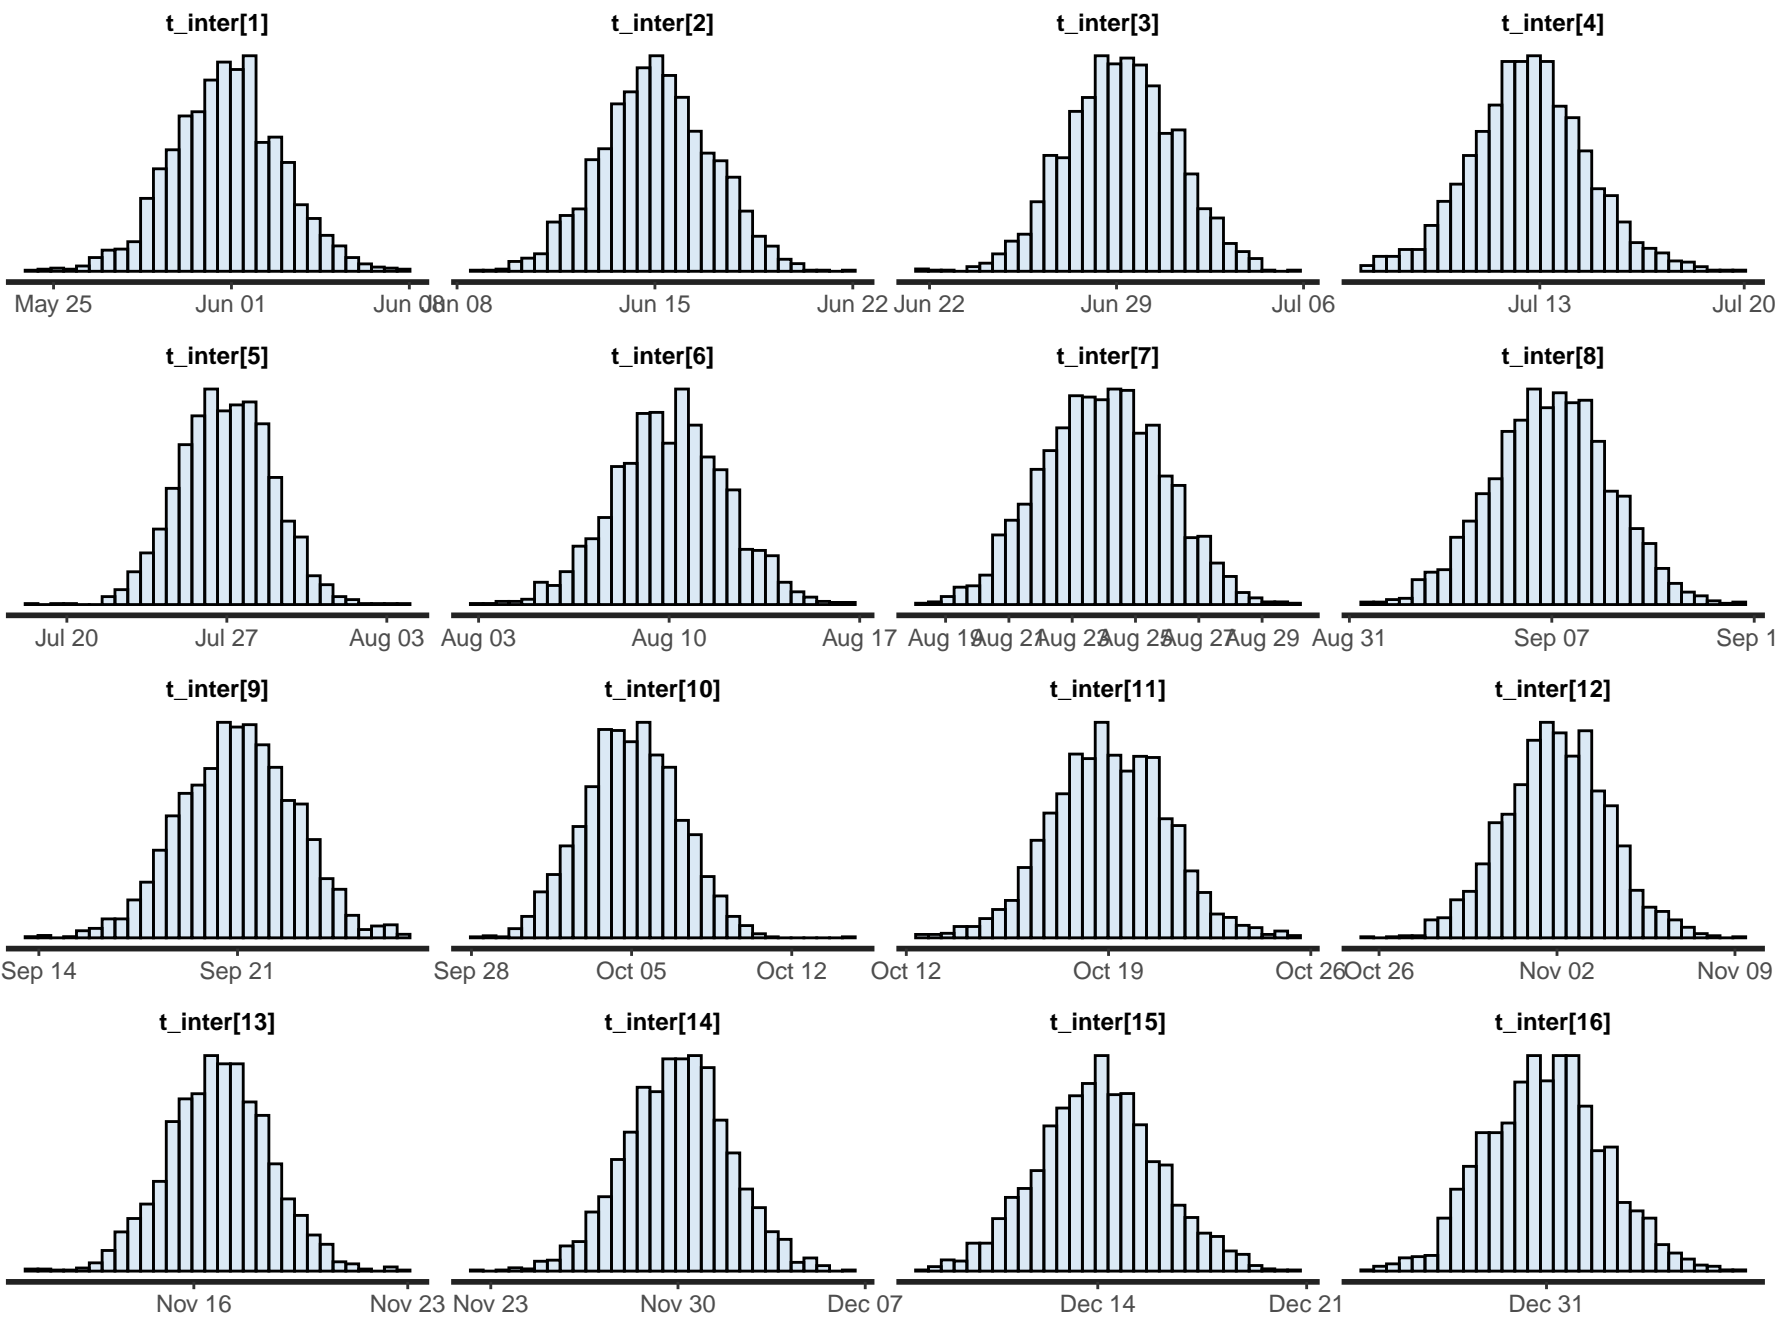 t_inter[1] t_inter[2] t_inter[3] t_inter[4]
May 25 Jun 01 Jun 08 Jun 08 Jun 15 Jun 22 Jun 22 Jun 29 Jul 06 Jul 13 Jul 20
t_inter[5] t_inter[6] t_inter[7] t_inter[8]
Jul 20 Jul 27 Aug 03 Aug 03 Aug 10 Aug 17 Aug 19 Aug 21 Aug 23 Aug 25 Aug 27 Aug 29 Aug 31 Sep 07 Sep 1
t_inter[9] t_inter[10] t_inter[11] t_inter[12]
Sep 14 Sep 21 Sep 28 Oct 05 Oct 12 Oct 12 Oct 19 Oct 26 Oct 26 Nov 02 Nov 09
t_inter[13] t_inter[14] t_inter[15] t_inter[16]
Nov 16 Nov 23 Nov 23 Nov 30 Dec 07 Dec 14 Dec 21 Dec 31